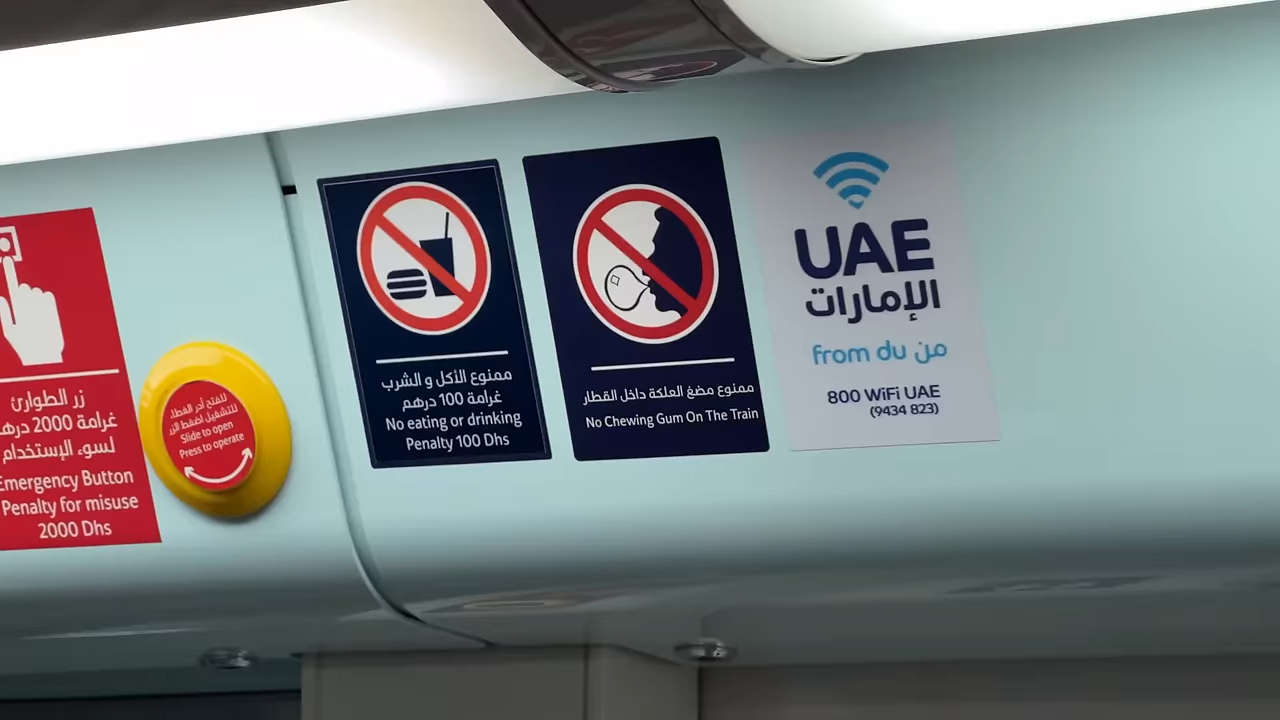 زر الطوارئ
غرامة 2000
لسوء الإستخدام
Emergency Button
Penalty for misuse
2000 Dhs
Slide to open
Press to operate
ممنوع الأكل و الشرب
غرامة 100 درهم
No eating or drinking
Penalty 100 Dhs
ممنوع مضغ العلكة داخل القطار
No Chewing Gum On The Train
UAE
الإمارات
from du من
800 WiFi UAE
(9434 823)